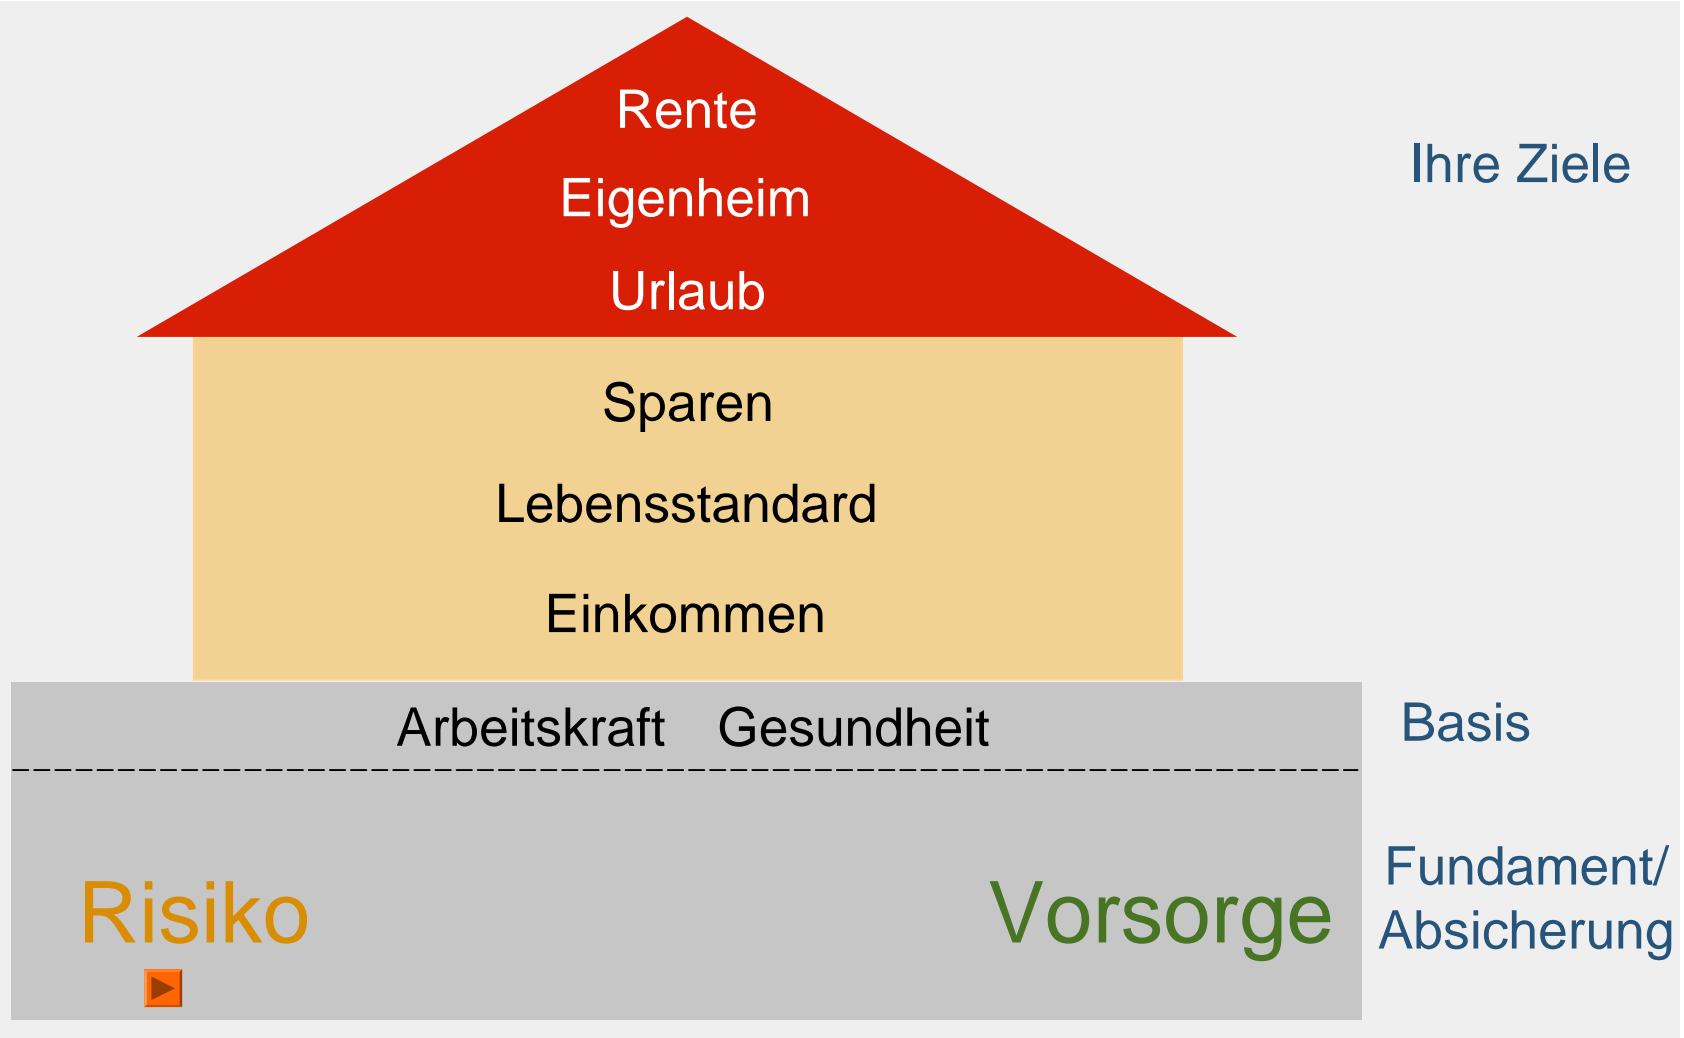 Rente
Ihre Ziele
Eigenheim
Urlaub
Sparen
Lebensstandard
Einkommen
Arbeitskraft Gesundheit
Basis
Risiko
Vorsorge
Fundament/
Absicherung